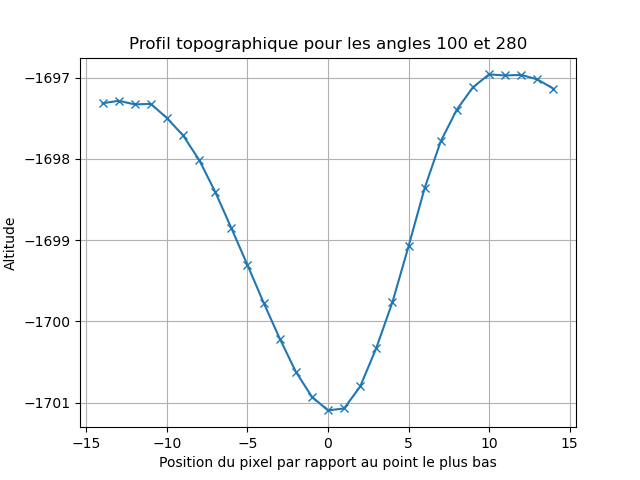 Profil topographique pour les angles 100 et 280
Altitude
−1697
−1698
−1699
−1700
−1701
−15 −10 −5 0 5 10 15
Position du pixel par rapport au point le plus bas